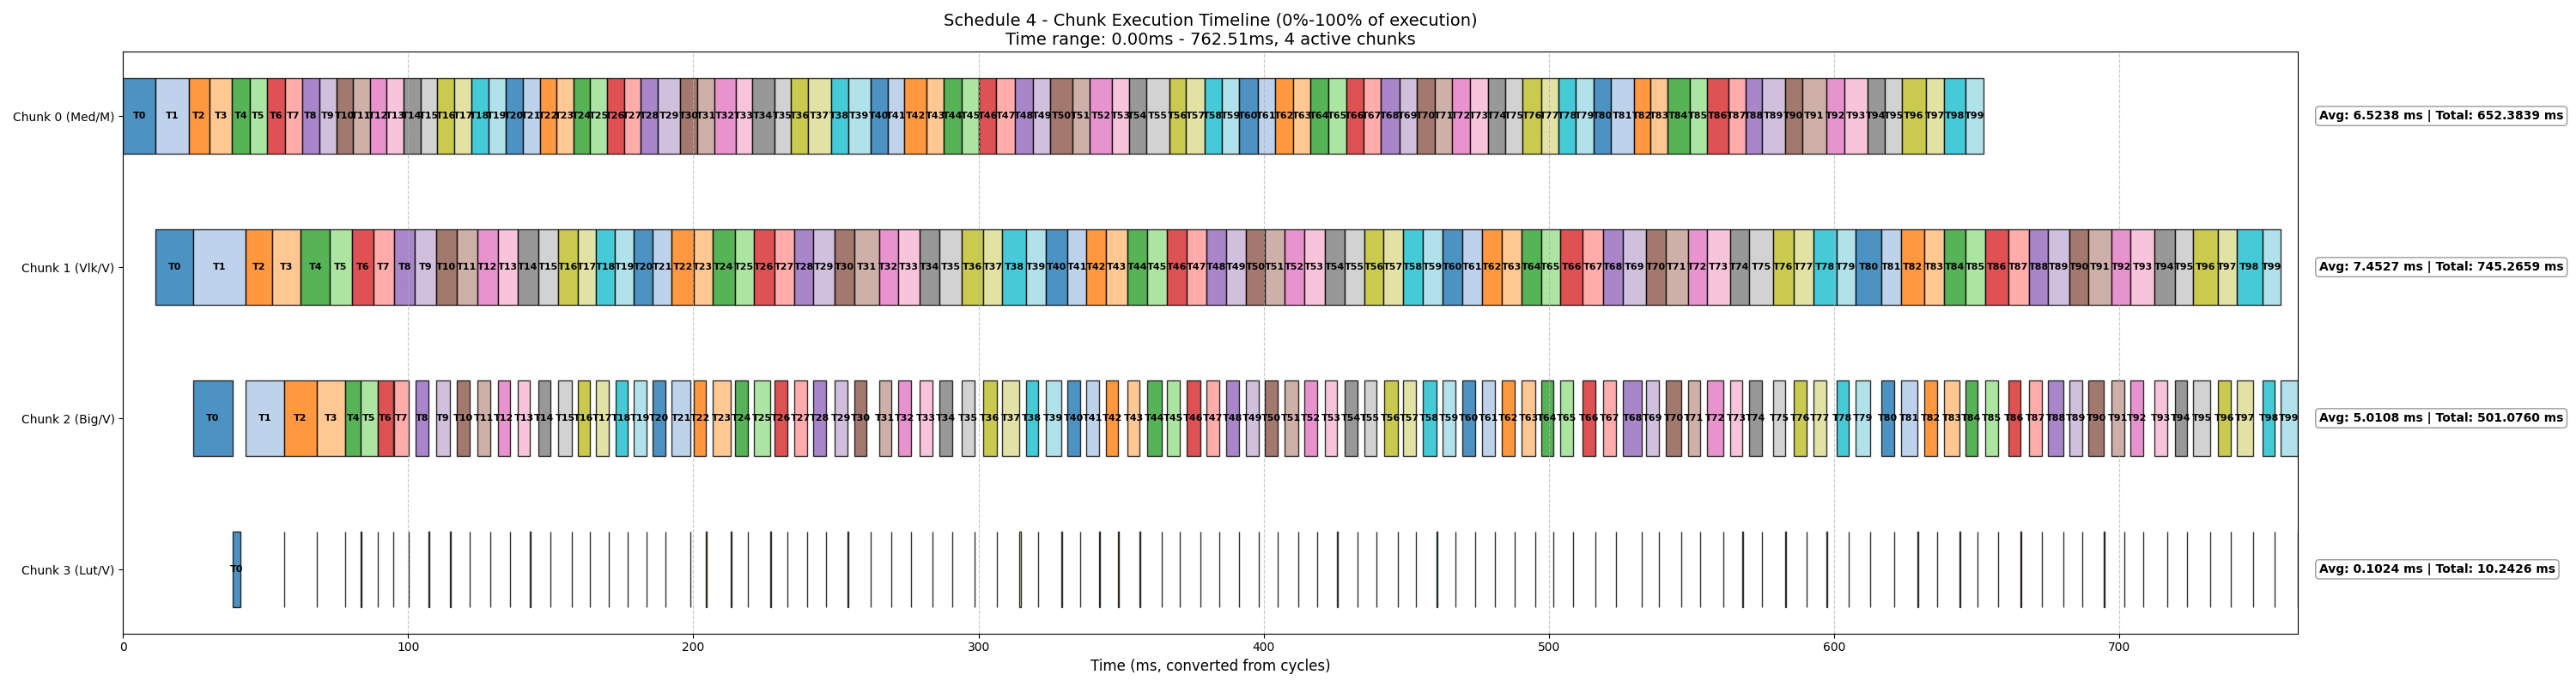 Schedule 4 - Chunk Execution Timeline (0%-100% of execution)
Time range: 0.00ms - 762.51ms, 4 active chunks
Chunk 0 (Med/M)
T0 T1 T2 T3 T4 T5 T6 T7 T8 T9 T10 T11 T12 T13 T14 T15 T16 T17 T18 T19 T20 T21 T22 T23 T24 T25 T26 T27 T28 T29 T30 T31 T32 T33 T34 T35 T36 T37 T38 T39 T40 T41 T42 T43 T44 T45 T46 T47 T48 T49 T50 T51 T52 T53 T54 T55 T56 T57 T58 T59 T60 T61 T62 T63 T64 T65 T66 T67 T68 T69 T70 T71 T72 T73 T74 T75 T76 T77 T78 T79 T80 T81 T82 T83 T84 T85 T86 T87 T88 T89 T90 T91 T92 T93 T94 T95 T96 T97 T98 T99
Avg: 6.5238 ms | Total: 652.3839 ms
Chunk 1 (Vlk/V)
T0 T1 T2 T3 T4 T5 T6 T7 T8 T9 T10 T11 T12 T13 T14 T15 T16 T17 T18 T19 T20 T21 T22 T23 T24 T25 T26 T27 T28 T29 T30 T31 T32 T33 T34 T35 T36 T37 T38 T39 T40 T41 T42 T43 T44 T45 T46 T47 T48 T49 T50 T51 T52 T53 T54 T55 T56 T57 T58 T59 T60 T61 T62 T63 T64 T65 T66 T67 T68 T69 T70 T71 T72 T73 T74 T75 T76 T77 T78 T79 T80 T81 T82 T83 T84 T85 T86 T87 T88 T89 T90 T91 T92 T93 T94 T95 T96 T97 T98 T99
Avg: 7.4527 ms | Total: 745.2659 ms
Chunk 2 (Big/V)
T0 T1 T2 T3 T4 T5 T6 T7 T8 T9 T10 T11 T12 T13 T14 T15 T16 T17 T18 T19 T20 T21 T22 T23 T24 T25 T26 T27 T28 T29 T30 T31 T32 T33 T34 T35 T36 T37 T38 T39 T40 T41 T42 T43 T44 T45 T46 T47 T48 T49 T50 T51 T52 T53 T54 T55 T56 T57 T58 T59 T60 T61 T62 T63 T64 T65 T66 T67 T68 T69 T70 T71 T72 T73 T74 T75 T76 T77 T78 T79 T80 T81 T82 T83 T84 T85 T86 T87 T88 T89 T90 T91 T92 T93 T94 T95 T96 T97 T98 T99
Avg: 5.0108 ms | Total: 501.0760 ms
Chunk 3 (Lut/V)
T0
Avg: 0.1024 ms | Total: 10.2426 ms
0 100 200 300 400 500 600 700
Time (ms, converted from cycles)